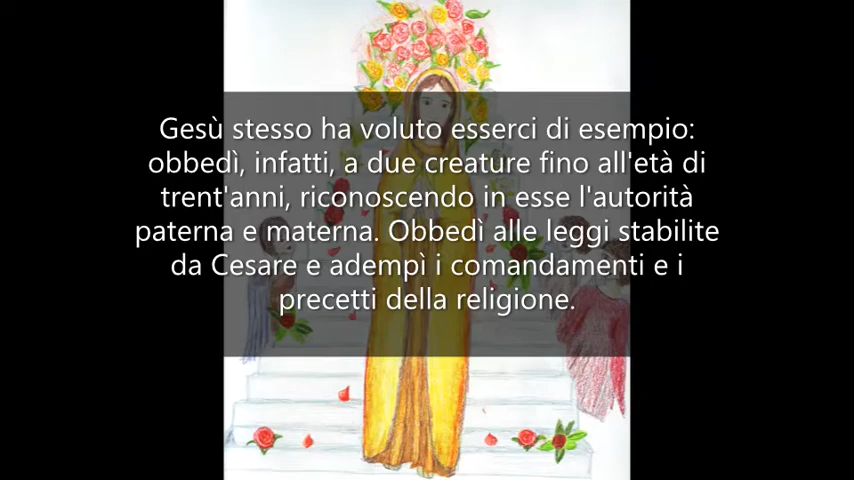 Gesù stesso ha voluto esserci di esempio:
obbedì, infatti, a due creature fino all'età di
trent'anni, riconoscendo in esse l'autorità
paterna e materna. Obbedì alle leggi stabilite
da Cesare e adempì i comandamenti e i
precetti della religione.